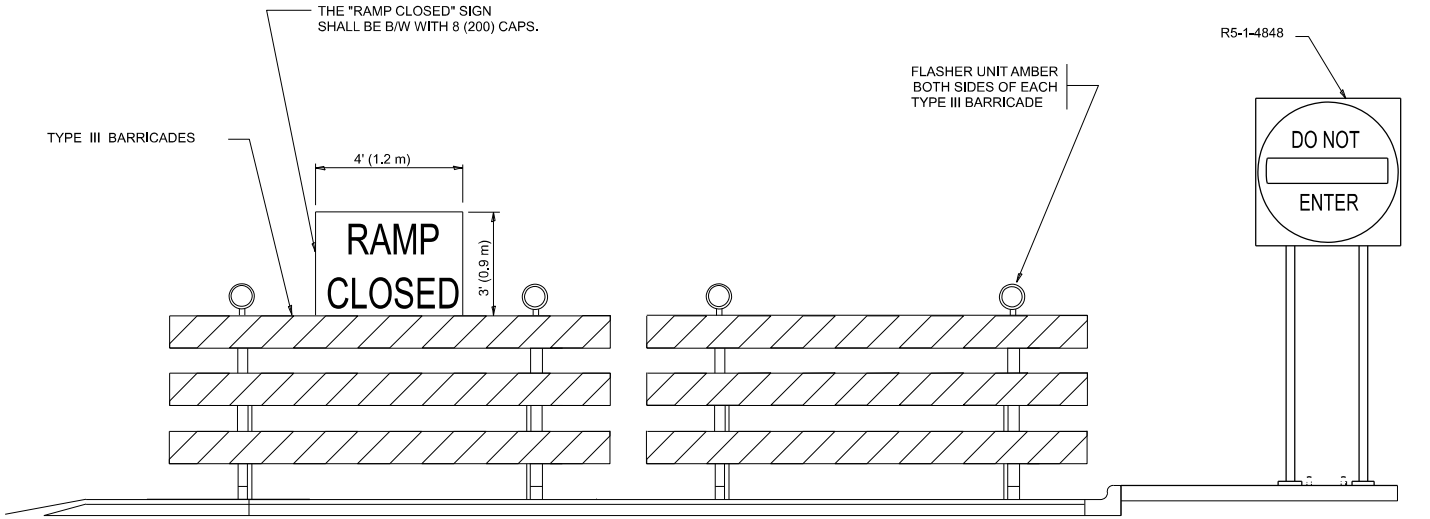 THE "RAMP CLOSED" SIGN
SHALL BE B/W WITH 8 (200) CAPS.
R5-1-4848
FLASHER UNIT AMBER
BOTH SIDES OF EACH
TYPE III BARRICADE
TYPE III BARRICADES
4' (1.2 m)
3' (0.9 m)
RAMP
CLOSED
DO NOT
ENTER